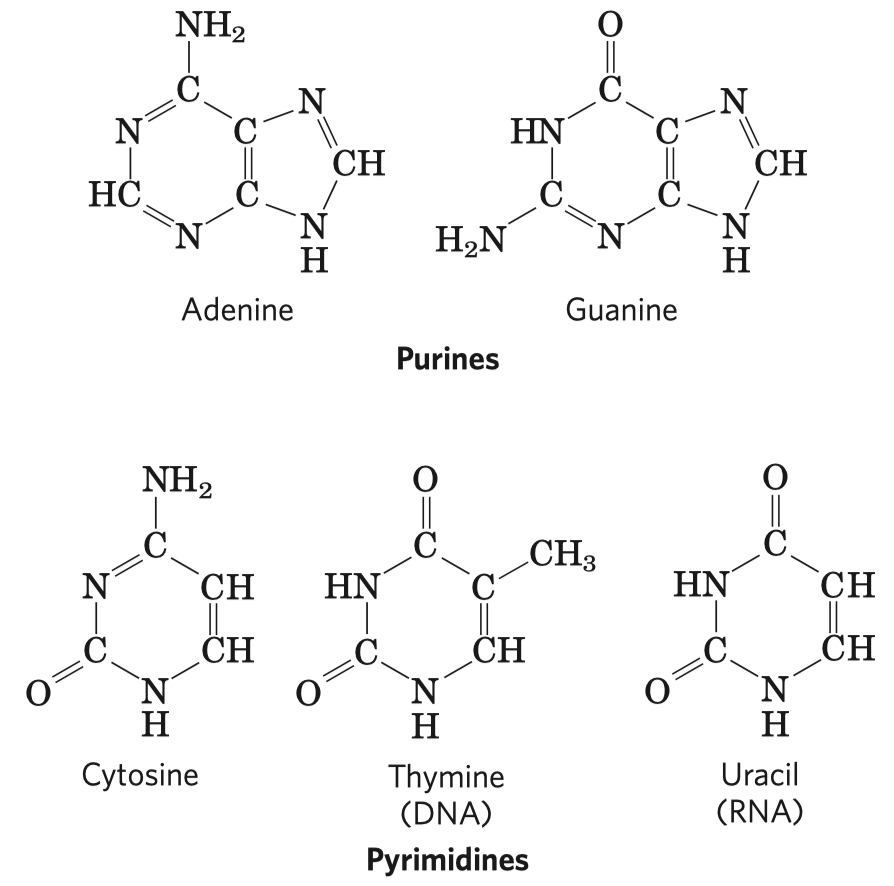 NH₂
O
C
N
C
N
N
C
HN
C
CH
CH
HC
C
C
C
N
N
H₂N
N
N
H
H
Adenine
Guanine
Purines
NH₂
O
O
C
C
CH₃
C
N
CH
HN
C
HN
CH
C
CH
C
CH
C
CH
O
N
O
N
O
N
H
H
H
Cytosine
Thymine
Uracil
(DNA)
(RNA)
Pyrimidines